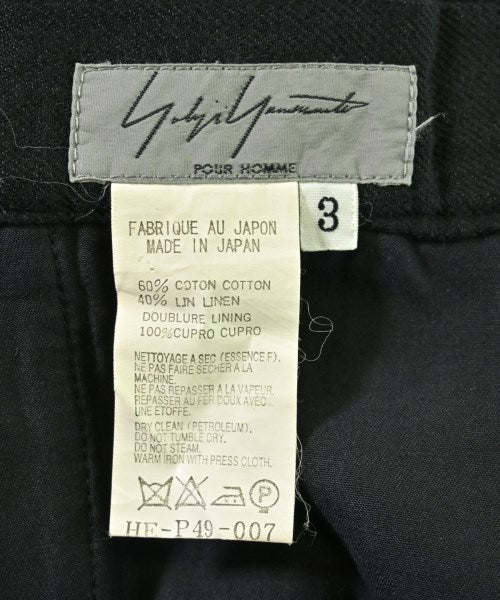 Yohji Yamamoto
POUR HOMME
3
FABRIQUE AU JAPON
MADE IN JAPAN
60% COTON COTTON
40% LIN LINEN
DOUBLURE LINING
100% CUPRO CUPRO
NETTOYAGE A SEC (ESSENCE F).
NE PAS FAIRE SECHER A LA
MACHINE.
NE PAS REPASSER A LA VAPEUR.
REPASSER AU FER DOUX AVEC
UNE ETOFFE.
DRY CLEAN (PETROLEUM).
DO NOT TUMBLE DRY.
DO NOT STEAM.
WARM IRON WITH PRESS CLOTH.
P
HE-P49-007